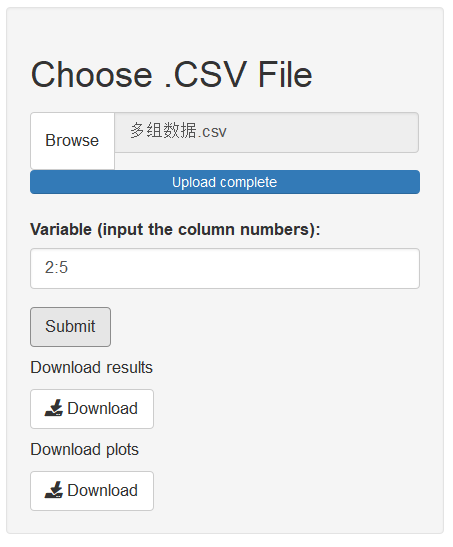 Choose .CSV File
Browse 多组数据.csv
Upload complete
Variable (input the column numbers):
2:5
Submit
Download results
Download
Download plots
Download